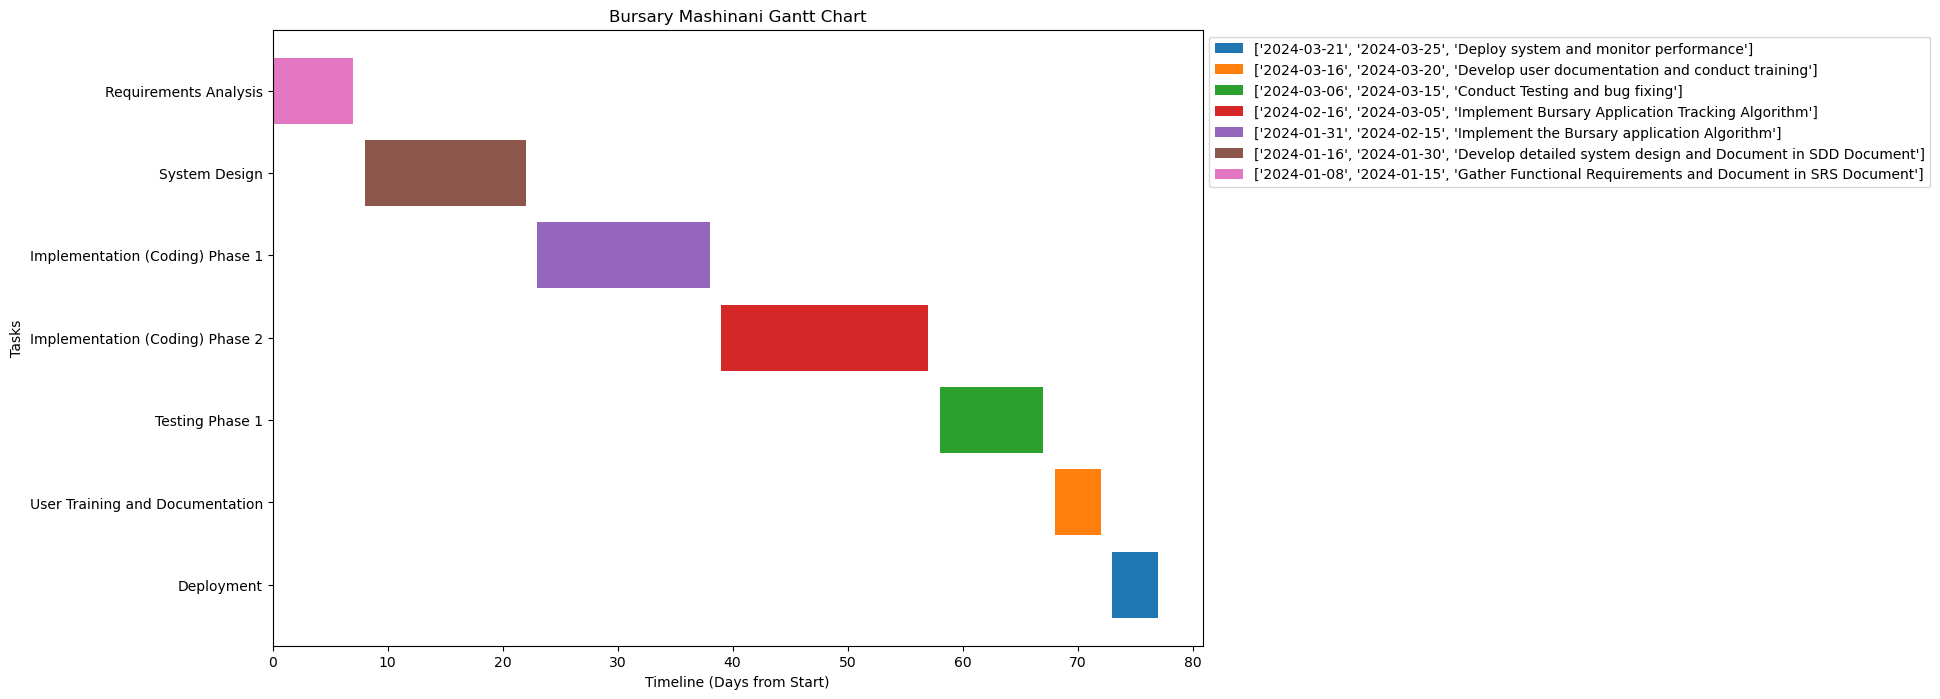 Bursary Mashinani Gantt Chart
Requirements Analysis
System Design
Implementation (Coding) Phase 1
Implementation (Coding) Phase 2
Testing Phase 1
User Training and Documentation
Deployment
Tasks
0 10 20 30 40 50 60 70 80
Timeline (Days from Start)
['2024-03-21', '2024-03-25', 'Deploy system and monitor performance']
['2024-03-16', '2024-03-20', 'Develop user documentation and conduct training']
['2024-03-06', '2024-03-15', 'Conduct Testing and bug fixing']
['2024-02-16', '2024-03-05', 'Implement Bursary Application Tracking Algorithm']
['2024-01-31', '2024-02-15', 'Implement the Bursary application Algorithm']
['2024-01-16', '2024-01-30', 'Develop detailed system design and Document in SDD Document']
['2024-01-08', '2024-01-15', 'Gather Functional Requirements and Document in SRS Document']